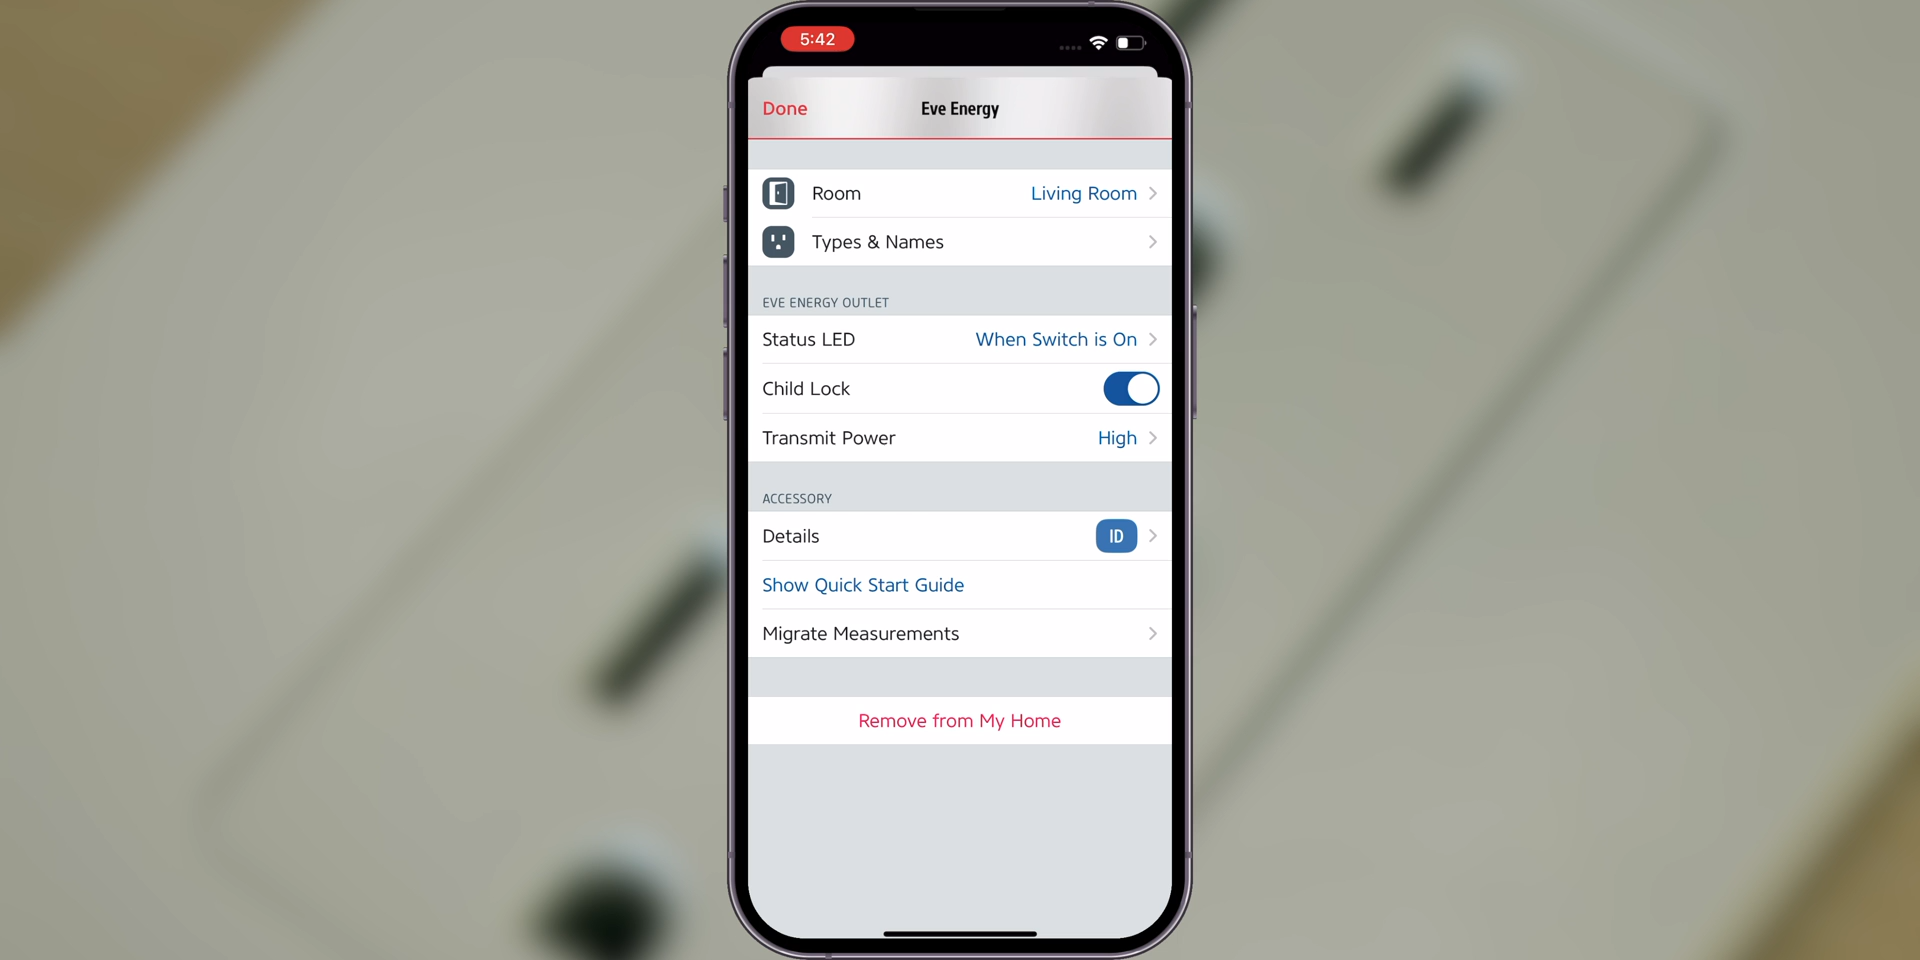 5:42
Done
Eve Energy
Room Living Room
Types & Names
EVE ENERGY OUTLET
Status LED When Switch is On
Child Lock
Transmit Power High
ACCESSORY
Details ID
Show Quick Start Guide
Migrate Measurements
Remove from My Home